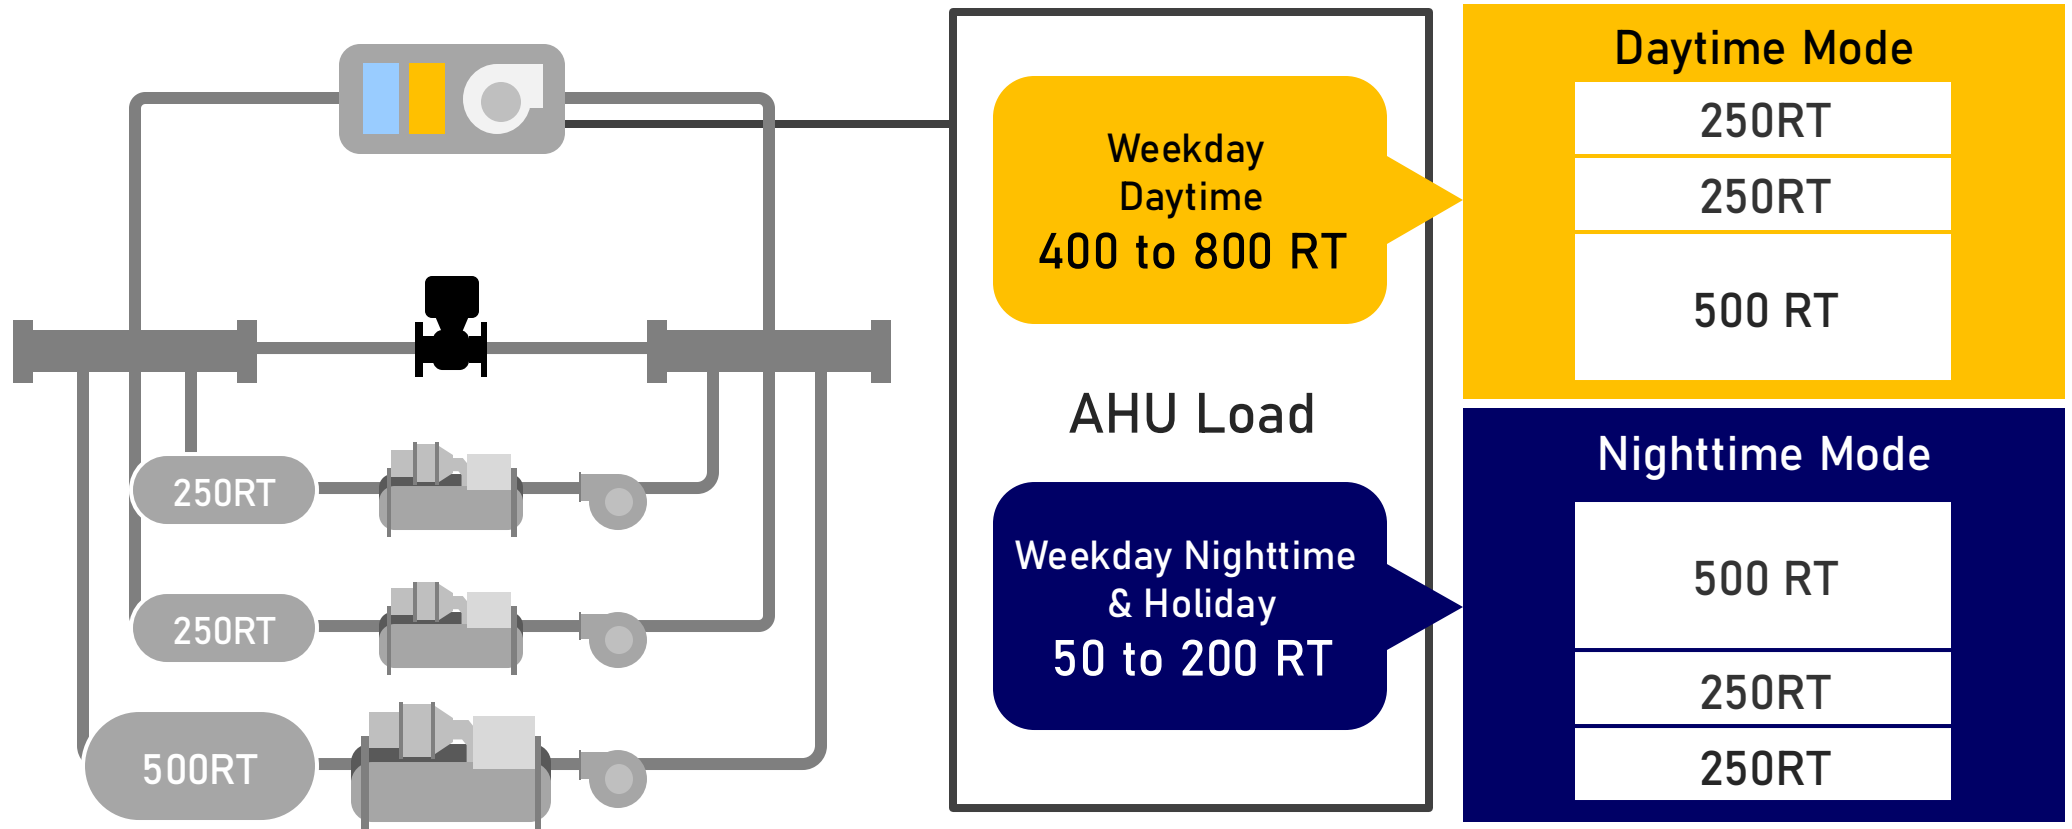 250RT
250RT
500RT
Weekday
Daytime
400 to 800 RT
AHU Load
Weekday Nighttime
& Holiday
50 to 200 RT
Daytime Mode
250RT
250RT
500 RT
Nighttime Mode
500 RT
250RT
250RT